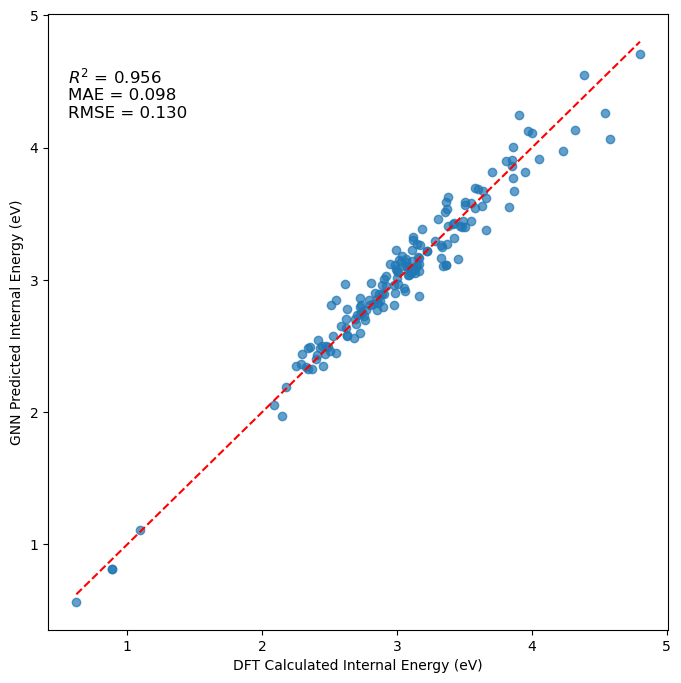 5
4
3
2
1
R² = 0.956
MAE = 0.098
RMSE = 0.130
GNN Predicted Internal Energy (eV)
1 2 3 4 5
DFT Calculated Internal Energy (eV)